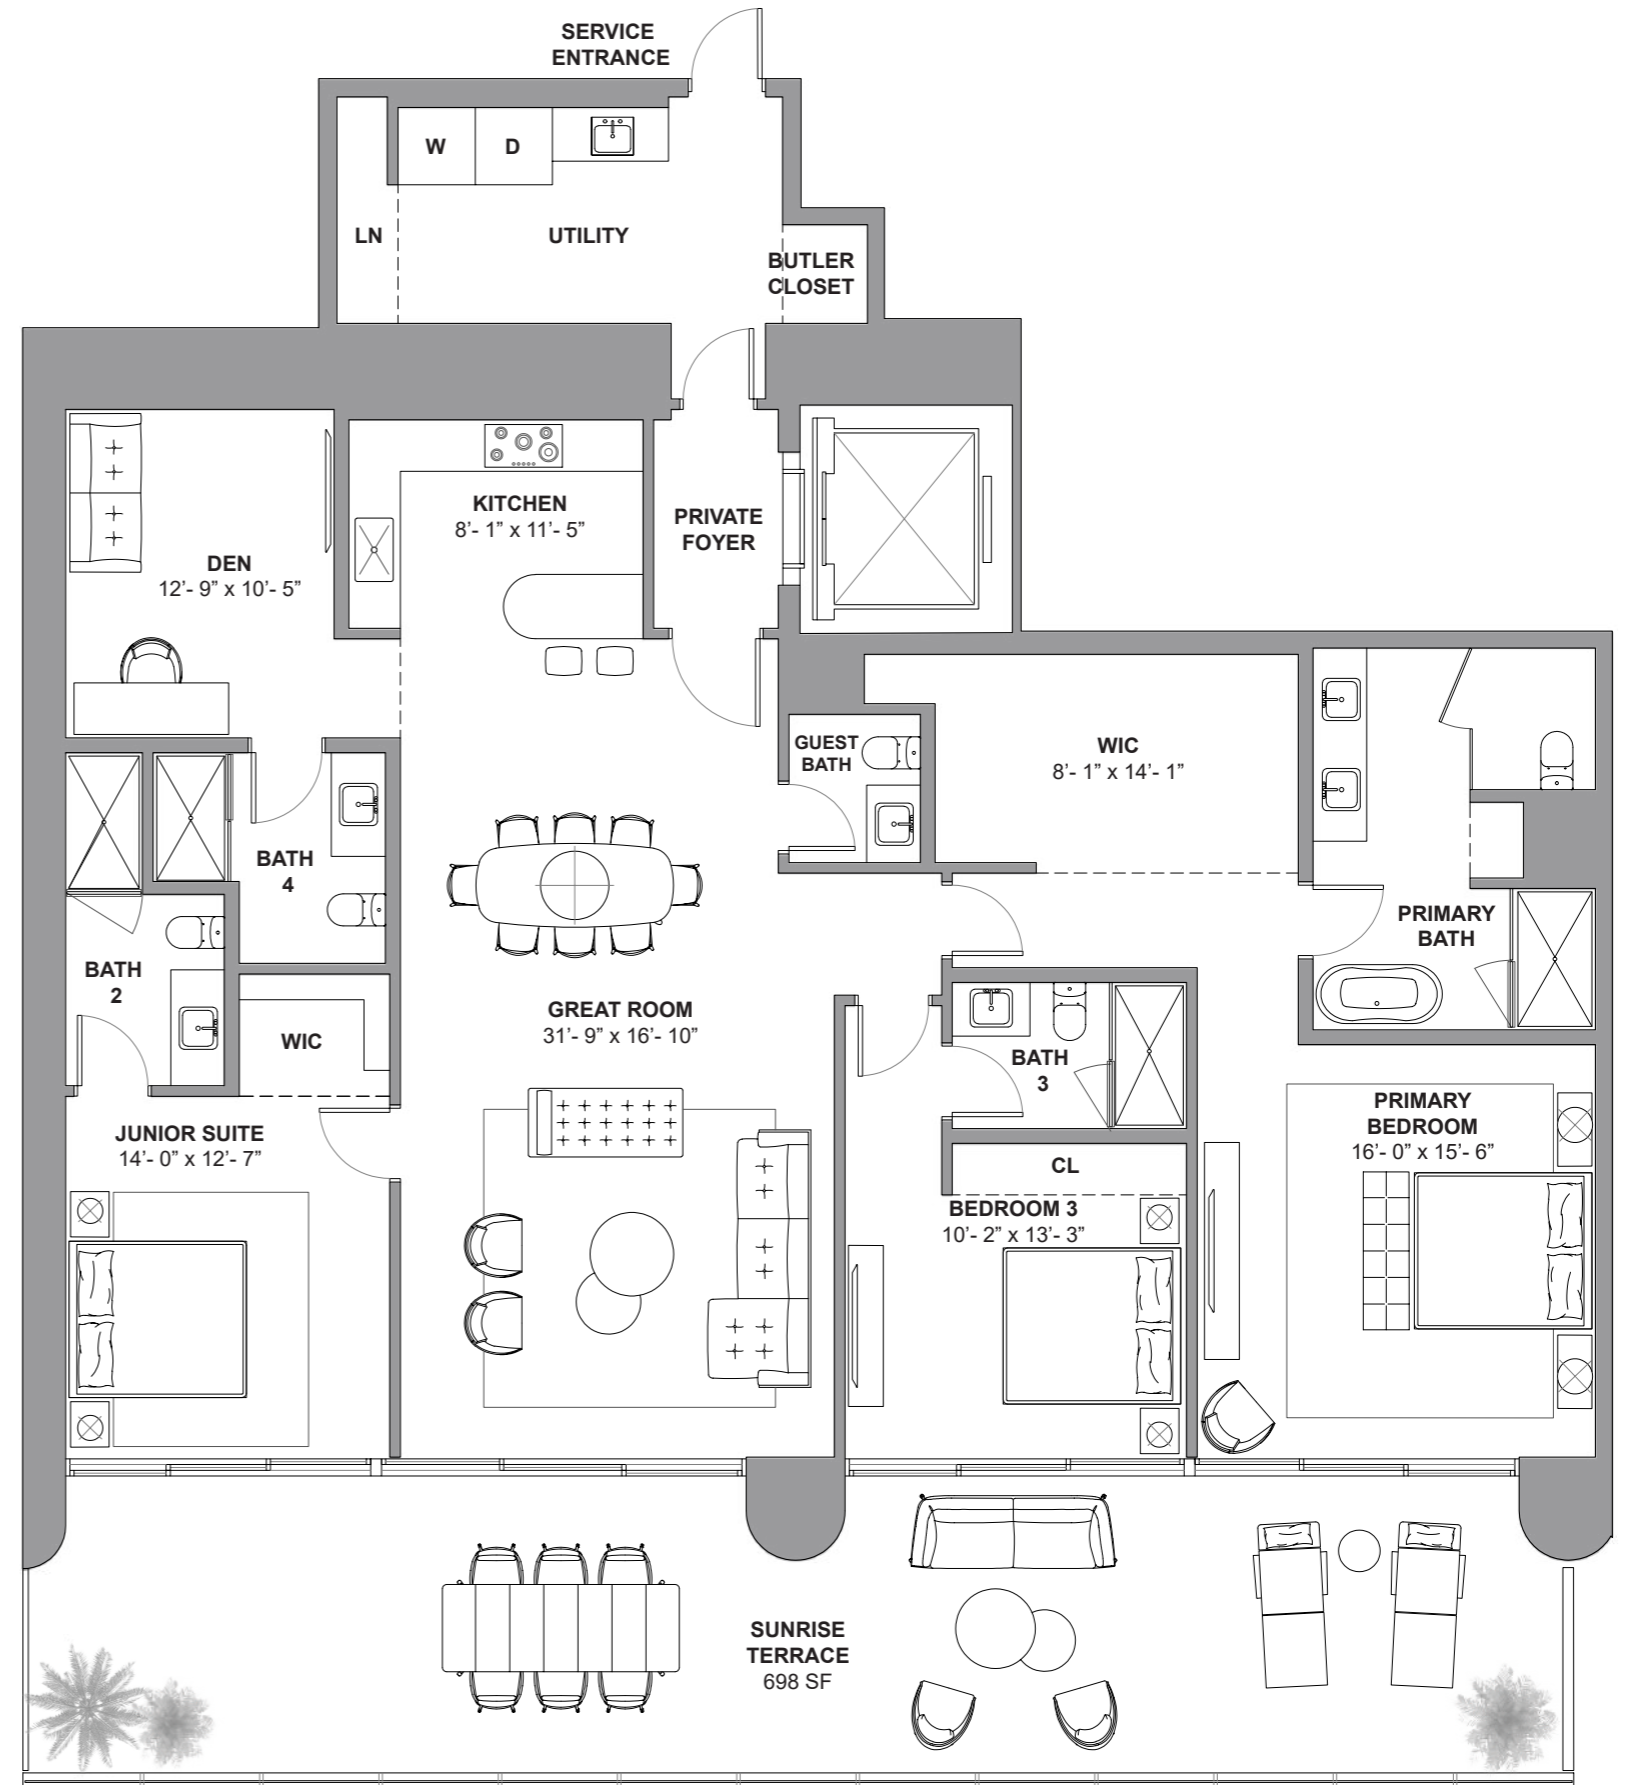 SERVICE
ENTRANCE
W
D
LN
UTILITY
BUTLER
CLOSET
KITCHEN
8’- 1” x 11’- 5”
PRIVATE
FOYER
DEN
12’- 9” x 10’- 5”
GUEST
BATH
WIC
8’- 1” x 14’- 1”
BATH
4
PRIMARY
BATH
BATH
2
GREAT ROOM
31’- 9” x 16’- 10”
WIC
BATH
3
JUNIOR SUITE
14’- 0” x 12’- 7”
PRIMARY
BEDROOM
16’- 0” x 15’- 6”
CL
BEDROOM 3
10’- 2” x 13’- 3”
SUNRISE
TERRACE
698 SF